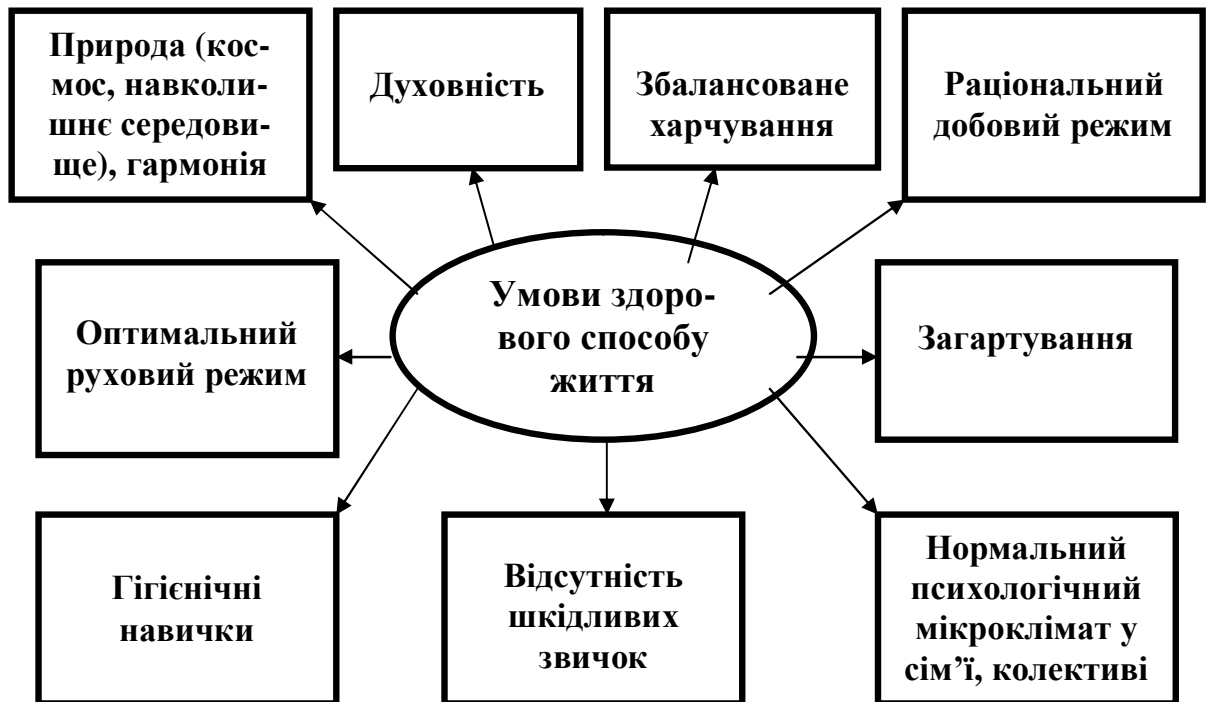 Природа (кос-
мос, навколи-
шнє середови-
ще), гармонія
Духовність
Збалансоване
харчування
Раціональний
добовий режим
Умови здоро-
вого способу
життя
Оптимальний
руховий режим
Загартування
Гігієнічні
навички
Відсутність
шкідливих
звичок
Нормальний
психологічний
мікроклімат у
сім’ї, колективі